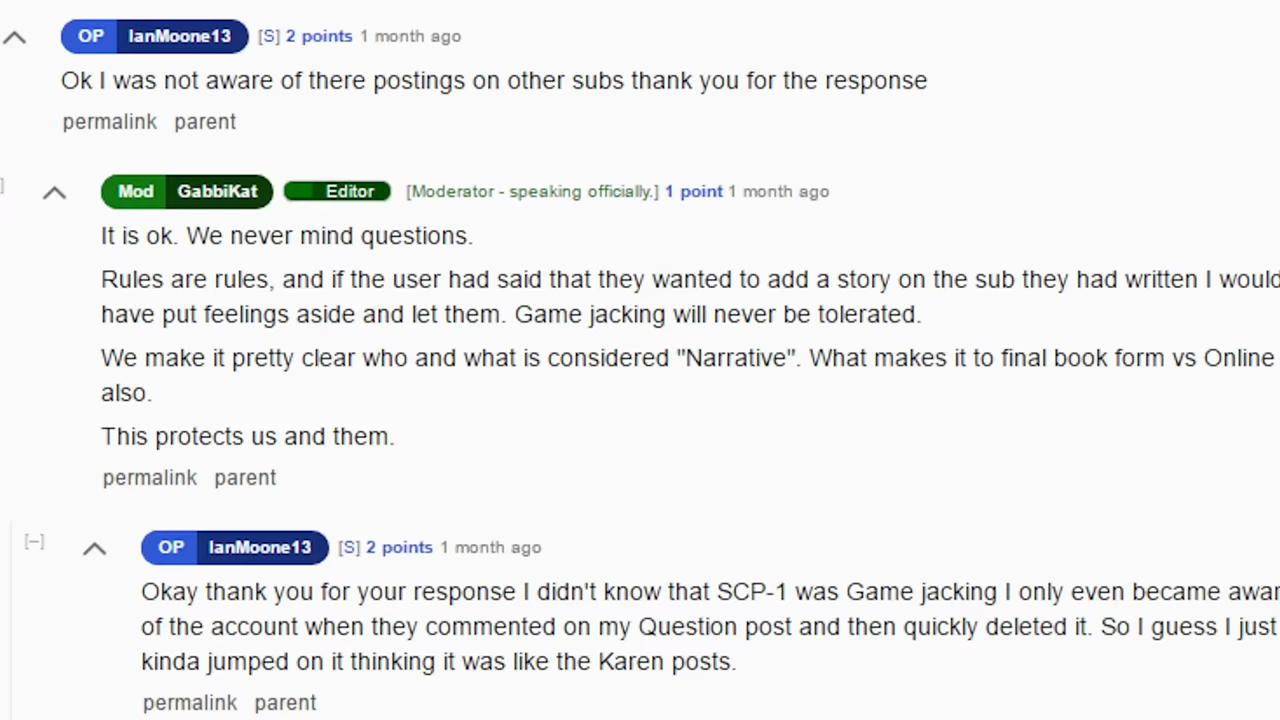 OP IanMoone13 [S] 2 points 1 month ago
Ok I was not aware of there postings on other subs thank you for the response
permalink parent
]
Mod GabbiKat Editor [Moderator - speaking officially.] 1 point 1 month ago
It is ok. We never mind questions.
Rules are rules, and if the user had said that they wanted to add a story on the sub they had written I would
have put feelings aside and let them. Game jacking will never be tolerated.
We make it pretty clear who and what is considered "Narrative". What makes it to final book form vs Online
also.
This protects us and them.
permalink parent
[–] OP IanMoone13 [S] 2 points 1 month ago
Okay thank you for your response I didn't know that SCP-1 was Game jacking I only even became awar
of the account when they commented on my Question post and then quickly deleted it. So I guess I just
kinda jumped on it thinking it was like the Karen posts.
permalink parent